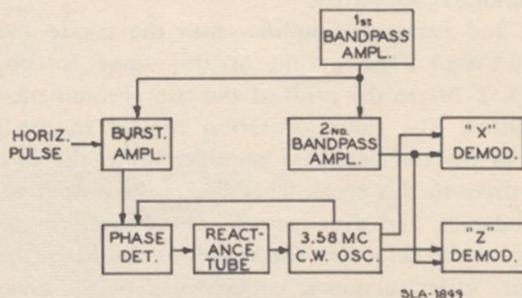 1ST
BANDPASS
AMPL.
HORIZ.
PULSE
BURST.
AMPL.
2ND.
BANDPASS
AMPL.
"X"
DEMOD.
PHASE
DET.
REACT-
ANCE
TUBE
3.58 MC
C.W. OSC.
"Z"
DEMOD.
SLA-1849